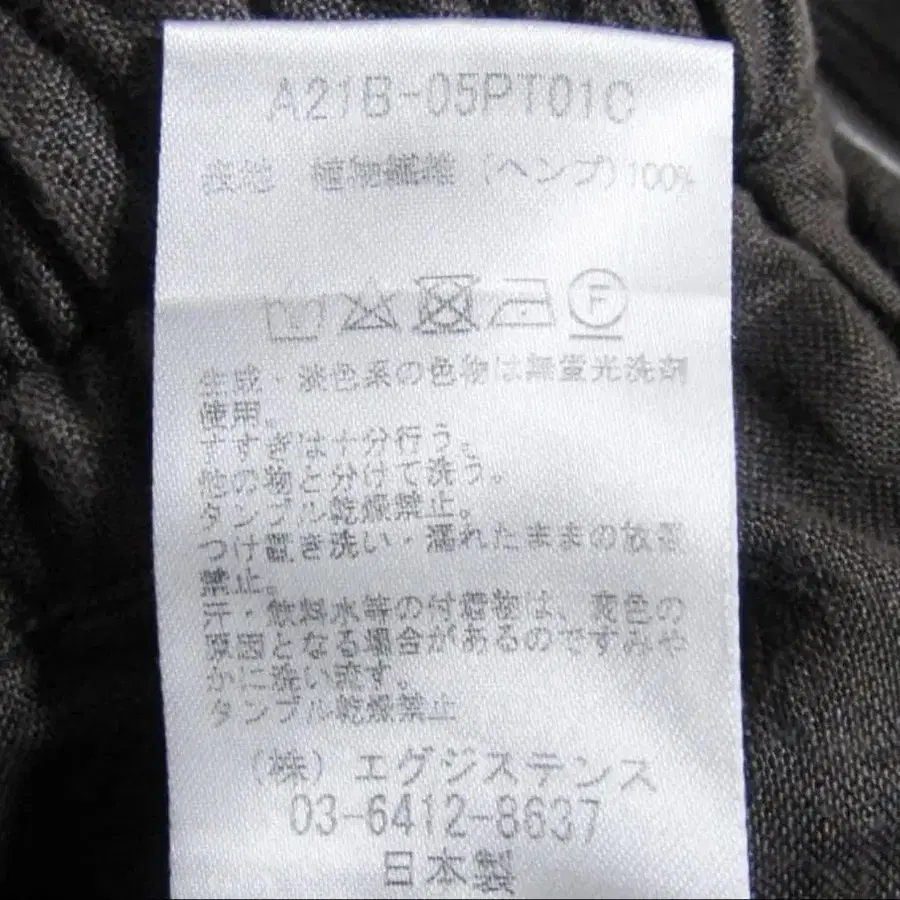 A21B-05PT01C
表地 植物繊維 (ヘンプ)100%
F
生成・淡色系の色物は無蛍光洗剤
使用。
すすぎは十分行う。
他の物と分けて洗う。
タンブル乾燥禁止。
つけ置き洗い・濡れたままの放置
禁止。
汗・飲料水等の付着物は、変色の
原因となる場合があるのですみや
かに洗い流す。
タンブル乾燥禁止
(株) エグジステンス
03-6412-8637
日本製